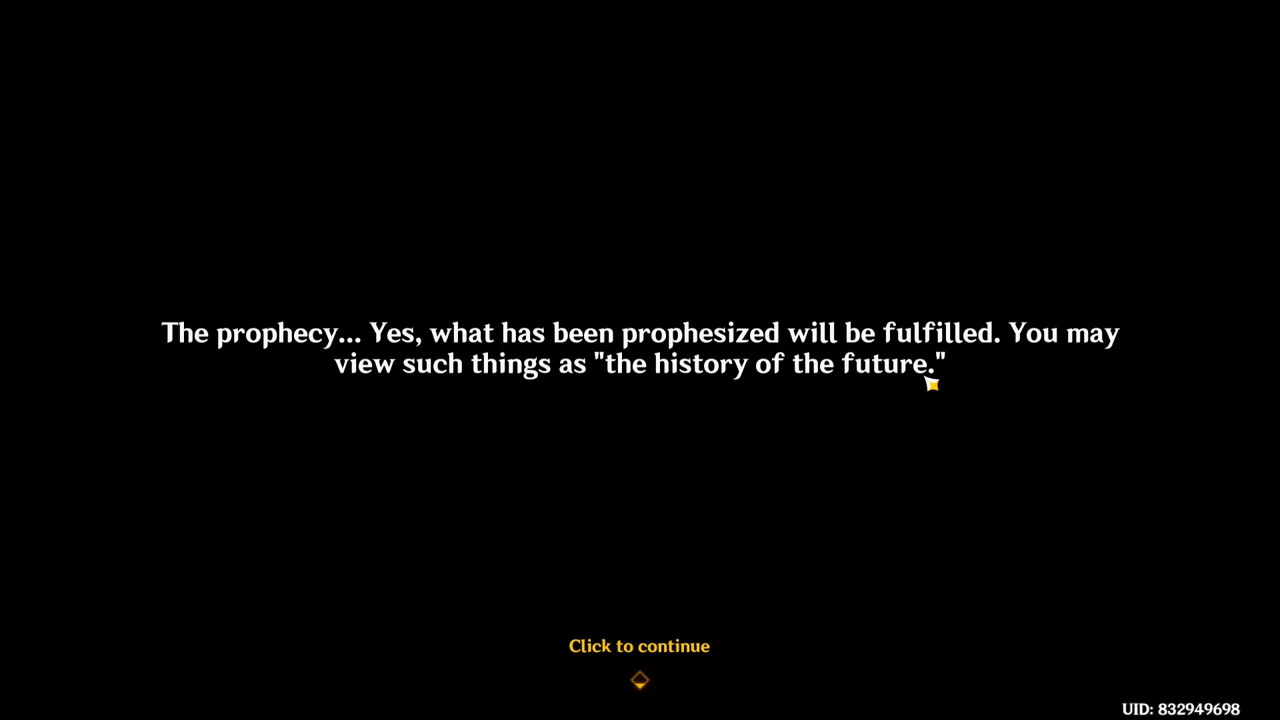 The prophecy... Yes, what has been prophesized will be fulfilled. You may
view such things as "the history of the future."
Click to continue
UID: 832949698